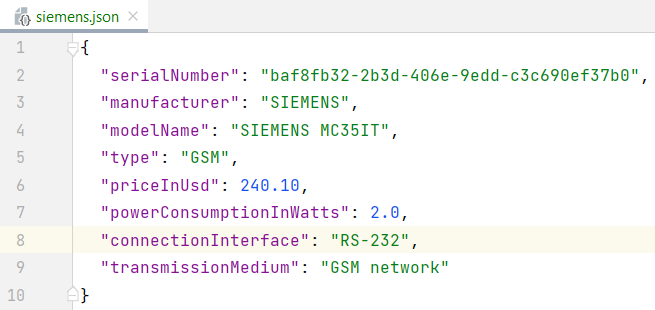 siemens.json
1 {
2 "serialNumber": "baf8fb32-2b3d-406e-9edd-c3c690ef37b0",
3 "manufacturer": "SIEMENS",
4 "modelName": "SIEMENS MC35IT",
5 "type": "GSM",
6 "priceInUsd": 240.10,
7 "powerConsumptionInWatts": 2.0,
8 "connectionInterface": "RS-232",
9 "transmissionMedium": "GSM network"
10 }